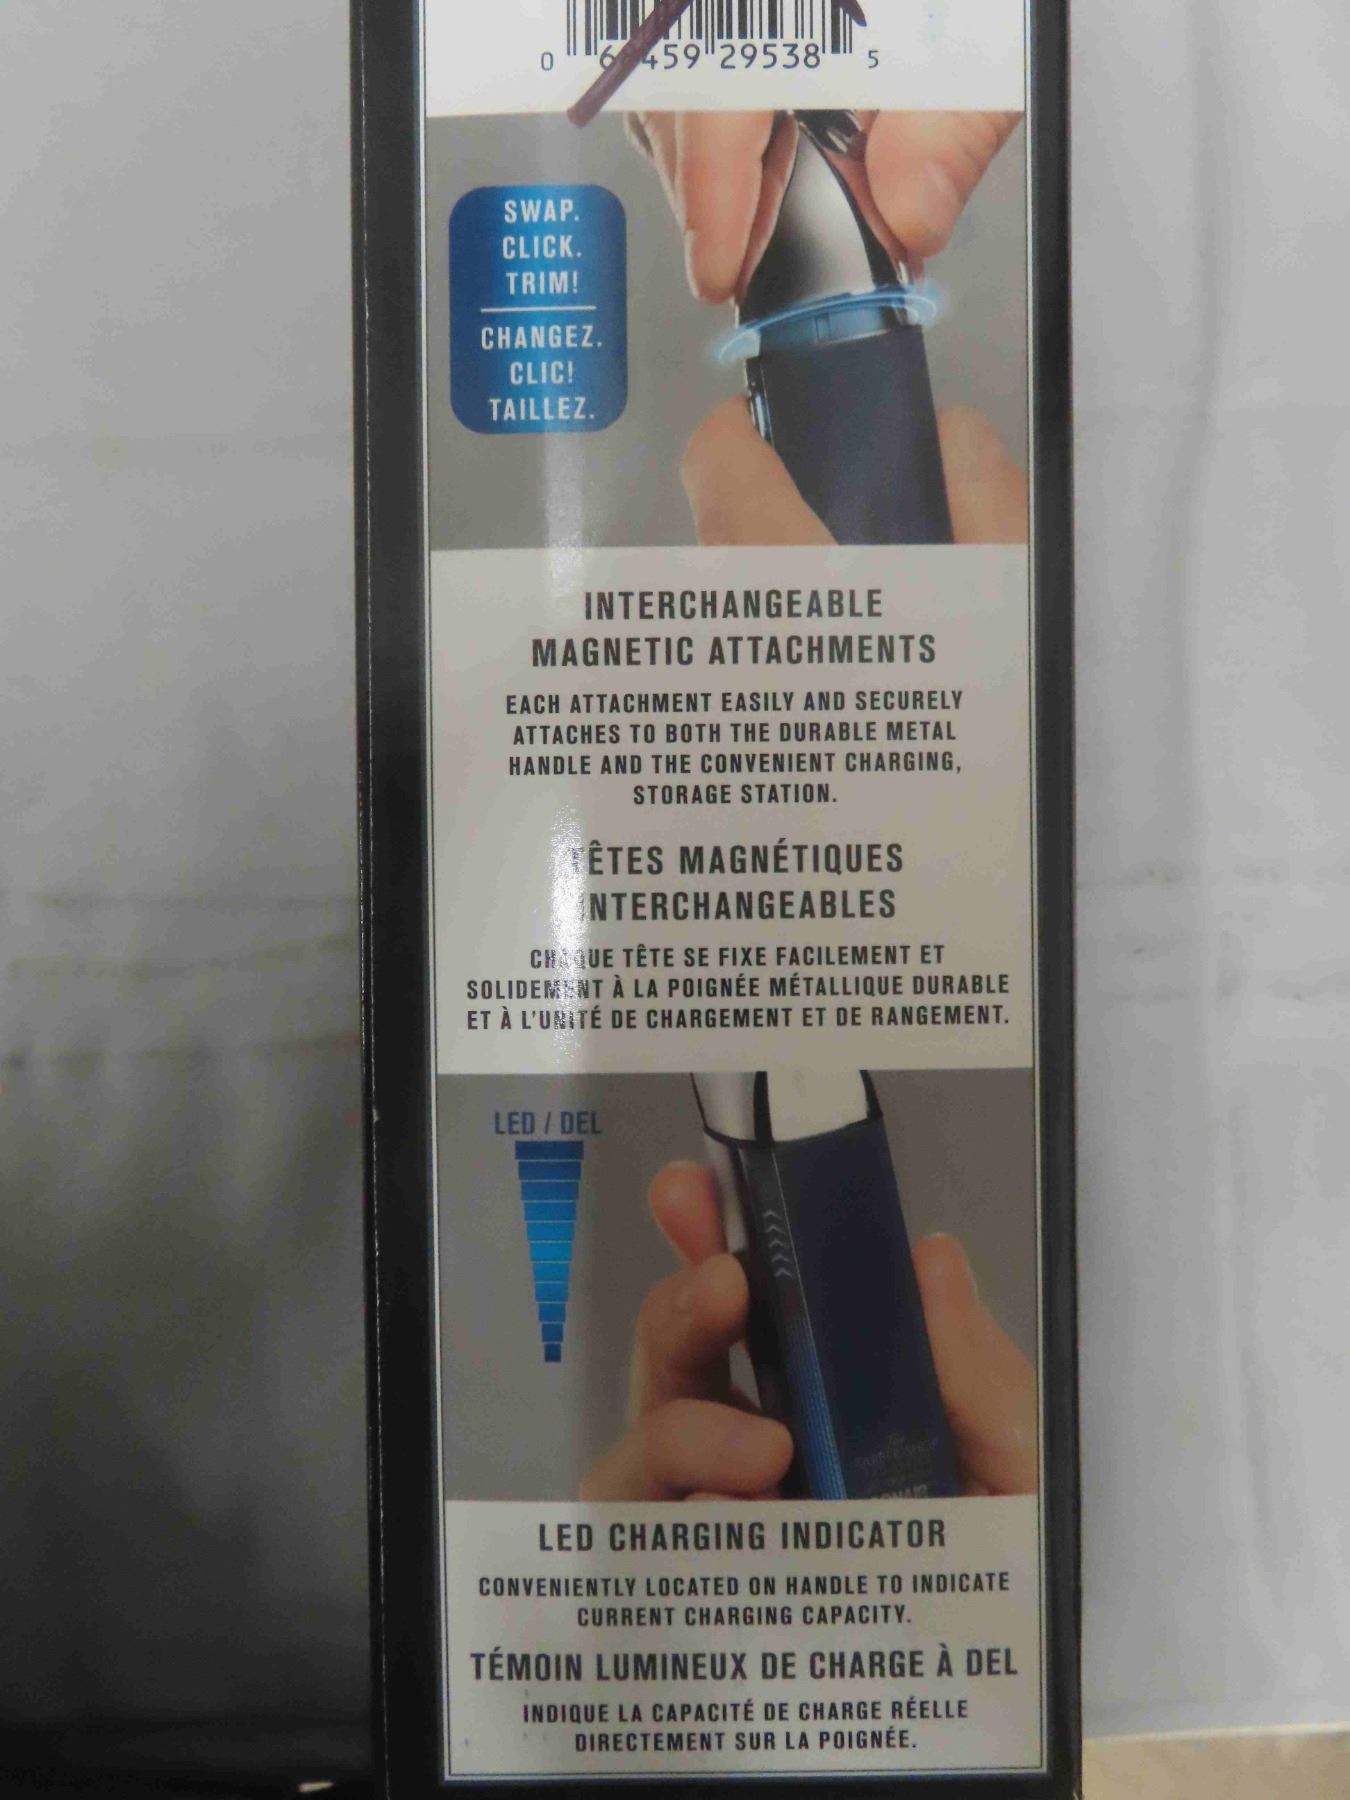 0 29538 5
SWAP.
CLICK.
TRIM!
CHANGEZ.
CLIC!
TAILLEZ.
INTERCHANGEABLE
MAGNETIC ATTACHMENTS
EACH ATTACHMENT EASILY AND SECURELY
ATTACHES TO BOTH THE DURABLE METAL
HANDLE AND THE CONVENIENT CHARGING,
STORAGE STATION.
TÊTES MAGNÉTIQUES
INTERCHANGEABLES
CHAQUE TÊTE SE FIXE FACILEMENT ET
SOLIDEMENT À LA POIGNÉE MÉTALLIQUE DURABLE
ET À L'UNITÉ DE CHARGEMENT ET DE RANGEMENT.
LED / DEL
LED CHARGING INDICATOR
CONVENIENTLY LOCATED ON HANDLE TO INDICATE
CURRENT CHARGING CAPACITY.
TÉMOIN LUMINEUX DE CHARGE À DEL
INDIQUE LA CAPACITÉ DE CHARGE RÉELLE
DIRECTEMENT SUR LA POIGNÉE.